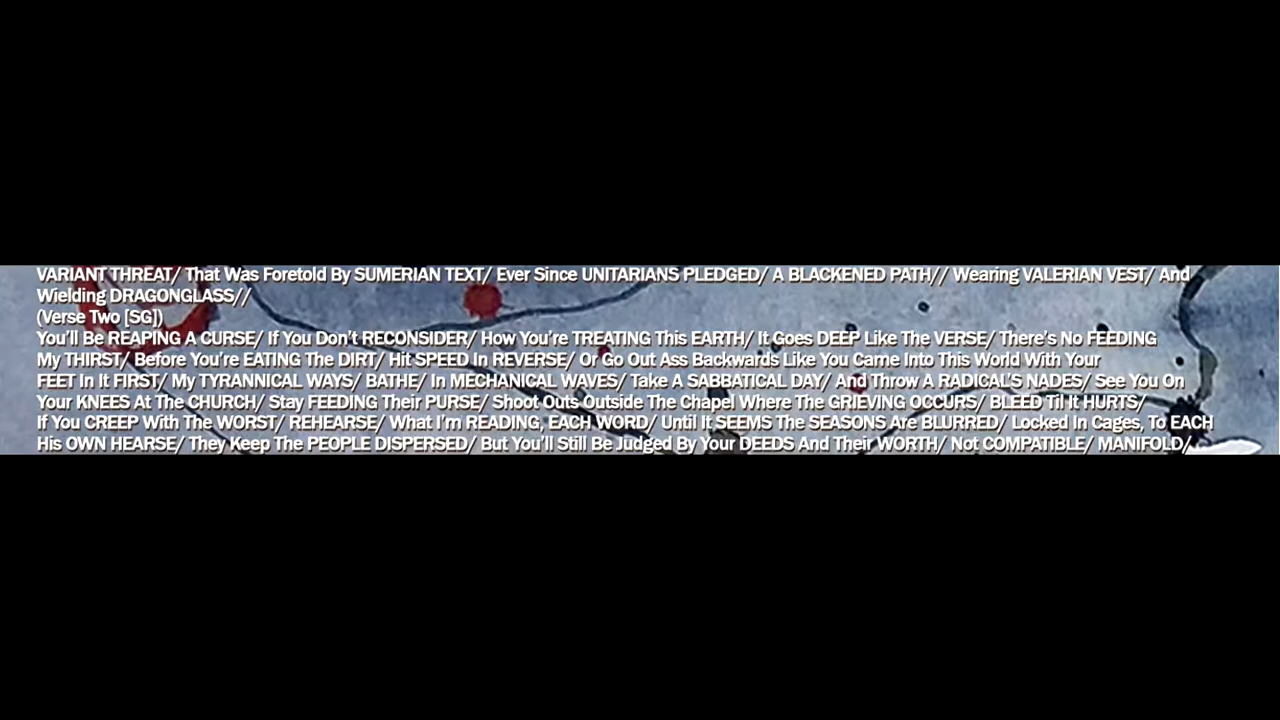 VARIANT THREAT/ That Was Foretold By SUMERIAN TEXT/ Ever Since UNITARIANS PLEDGED/ A BLACKENED PATH// Wearing VALERIAN VEST/ And
Wielding DRAGONGLASS//
(Verse Two [SG])
You'll Be REAPING A CURSE/ If You Don't RECONSIDER/ How You're TREATING This EARTH/ It Goes DEEP Like The VERSE/ There's No FEEDING
My THIRST/ Before You're EATING The DIRT/ Hit SPEED In REVERSE/ Or Go Out Ass Backwards Like You Came Into This World With Your
FEET In It FIRST/ My TYRANNICAL WAYS/ BATHE/ In MECHANICAL WAVES/ Take A SABBATICAL DAY/ And Throw A RADICAL'S NADES/ See You On
Your KNEES At The CHURCH/ Stay FEEDING Their PURSE/ Shoot Outs Outside The Chapel Where The GRIEVING OCCURS/ BLEED Til It HURTS/
If You CREEP With The WORST/ REHEARSE/ What I'm READING, EACH WORD/ Until It SEEMS The SEASONS Are BLURRED/ Locked In Cages, To EACH
His OWN HEARSE/ They Keep The PEOPLE DISPERSED/ But You'll Still Be Judged By Your DEEDS And Their WORTH/ Not COMPATIBLE/ MANIFOLD/